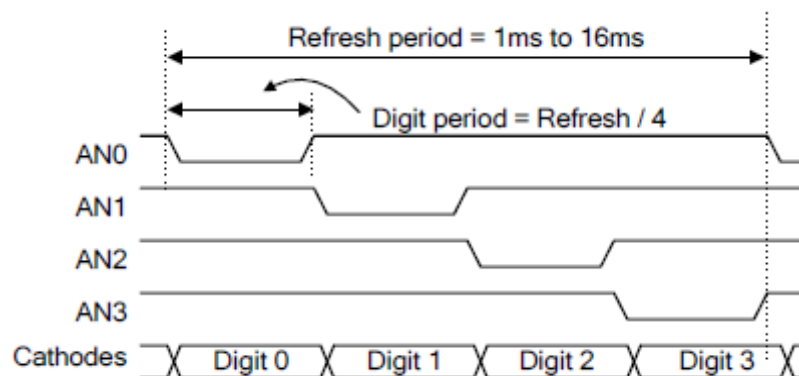 Refresh period = 1ms to 16ms
Digit period = Refresh / 4
AN0
AN1
AN2
AN3
Cathodes Digit 0 Digit 1 Digit 2 Digit 3